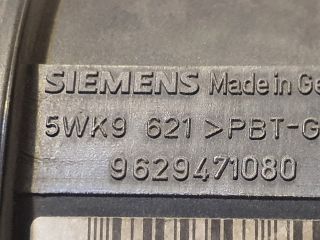 SIEMENS Made in Ge
5WK9 621 >PBT-G
9629471080